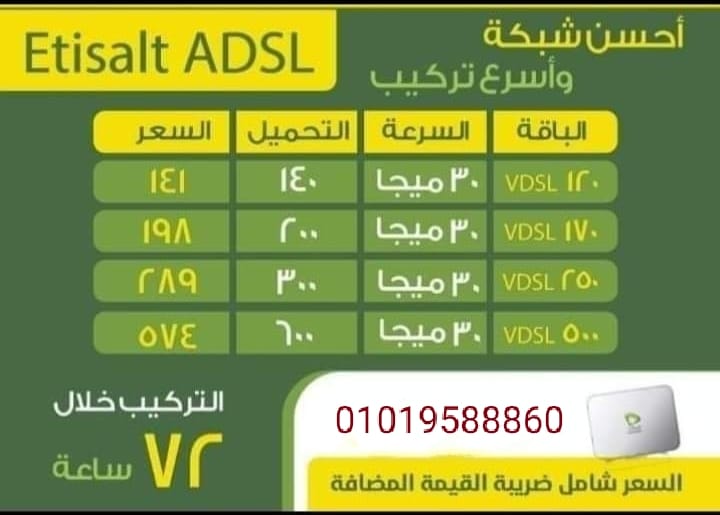 Etisalt ADSL
أحسن شبكة
وأسرع تركيب
الباقة السرعة التحميل السعر
VDSL ١٢٠ ٣٠ ميجا ١٤٠ ١٤١
VDSL ١٧٠ ٣٠ ميجا ٢٠٠ ١٩٨
VDSL ٢٥٠ ٣٠ ميجا ٣٠٠ ٢٨٩
VDSL ٥٠٠ ٣٠ ميجا ٦٠٠ ٥٧٤
التركيب خلال
٧٢ ساعة
01019588860
السعر شامل ضريبة القيمة المضافة